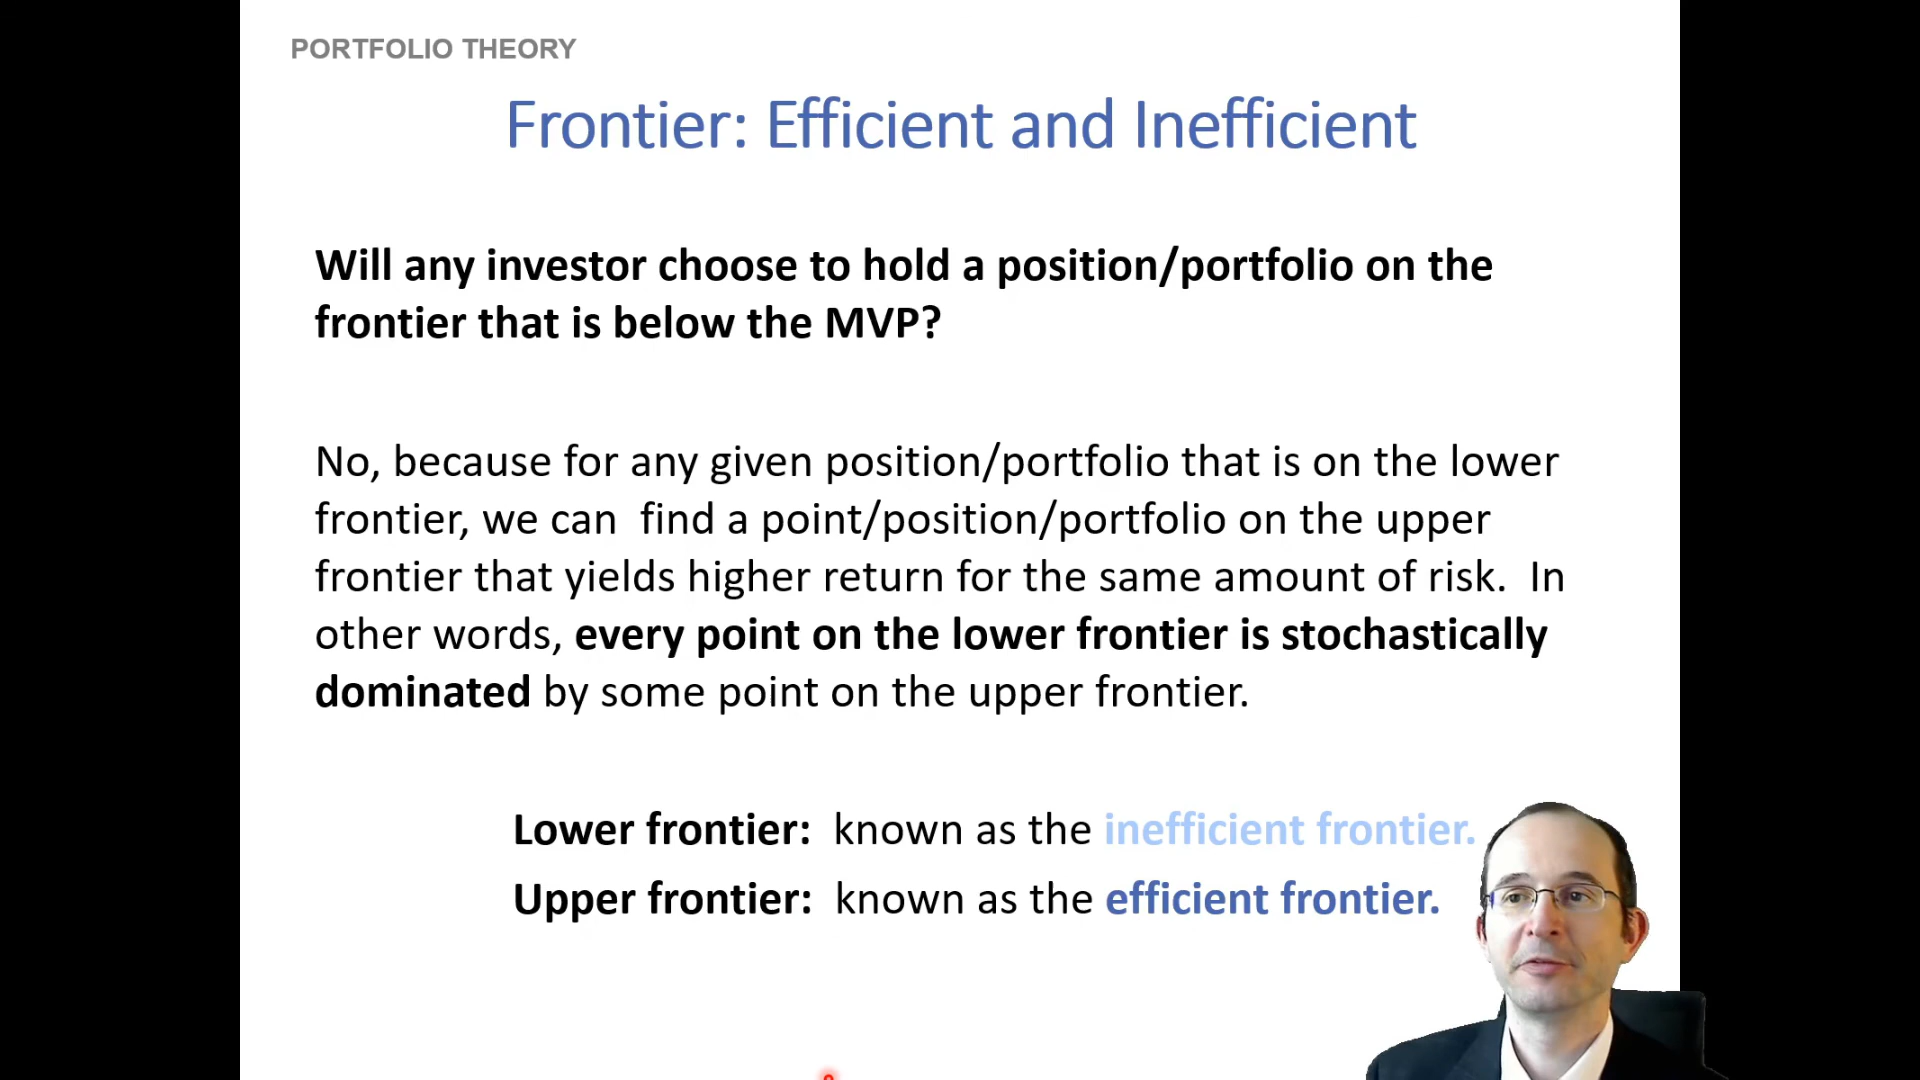 PORTFOLIO THEORY
Frontier: Efficient and Inefficient
Will any investor choose to hold a position/portfolio on the
frontier that is below the MVP?
No, because for any given position/portfolio that is on the lower
frontier, we can  find a point/position/portfolio on the upper
frontier that yields higher return for the same amount of risk.  In
other words, every point on the lower frontier is stochastically
dominated by some point on the upper frontier.
Lower frontier:  known as the inefficient frontier.
Upper frontier:  known as the efficient frontier.